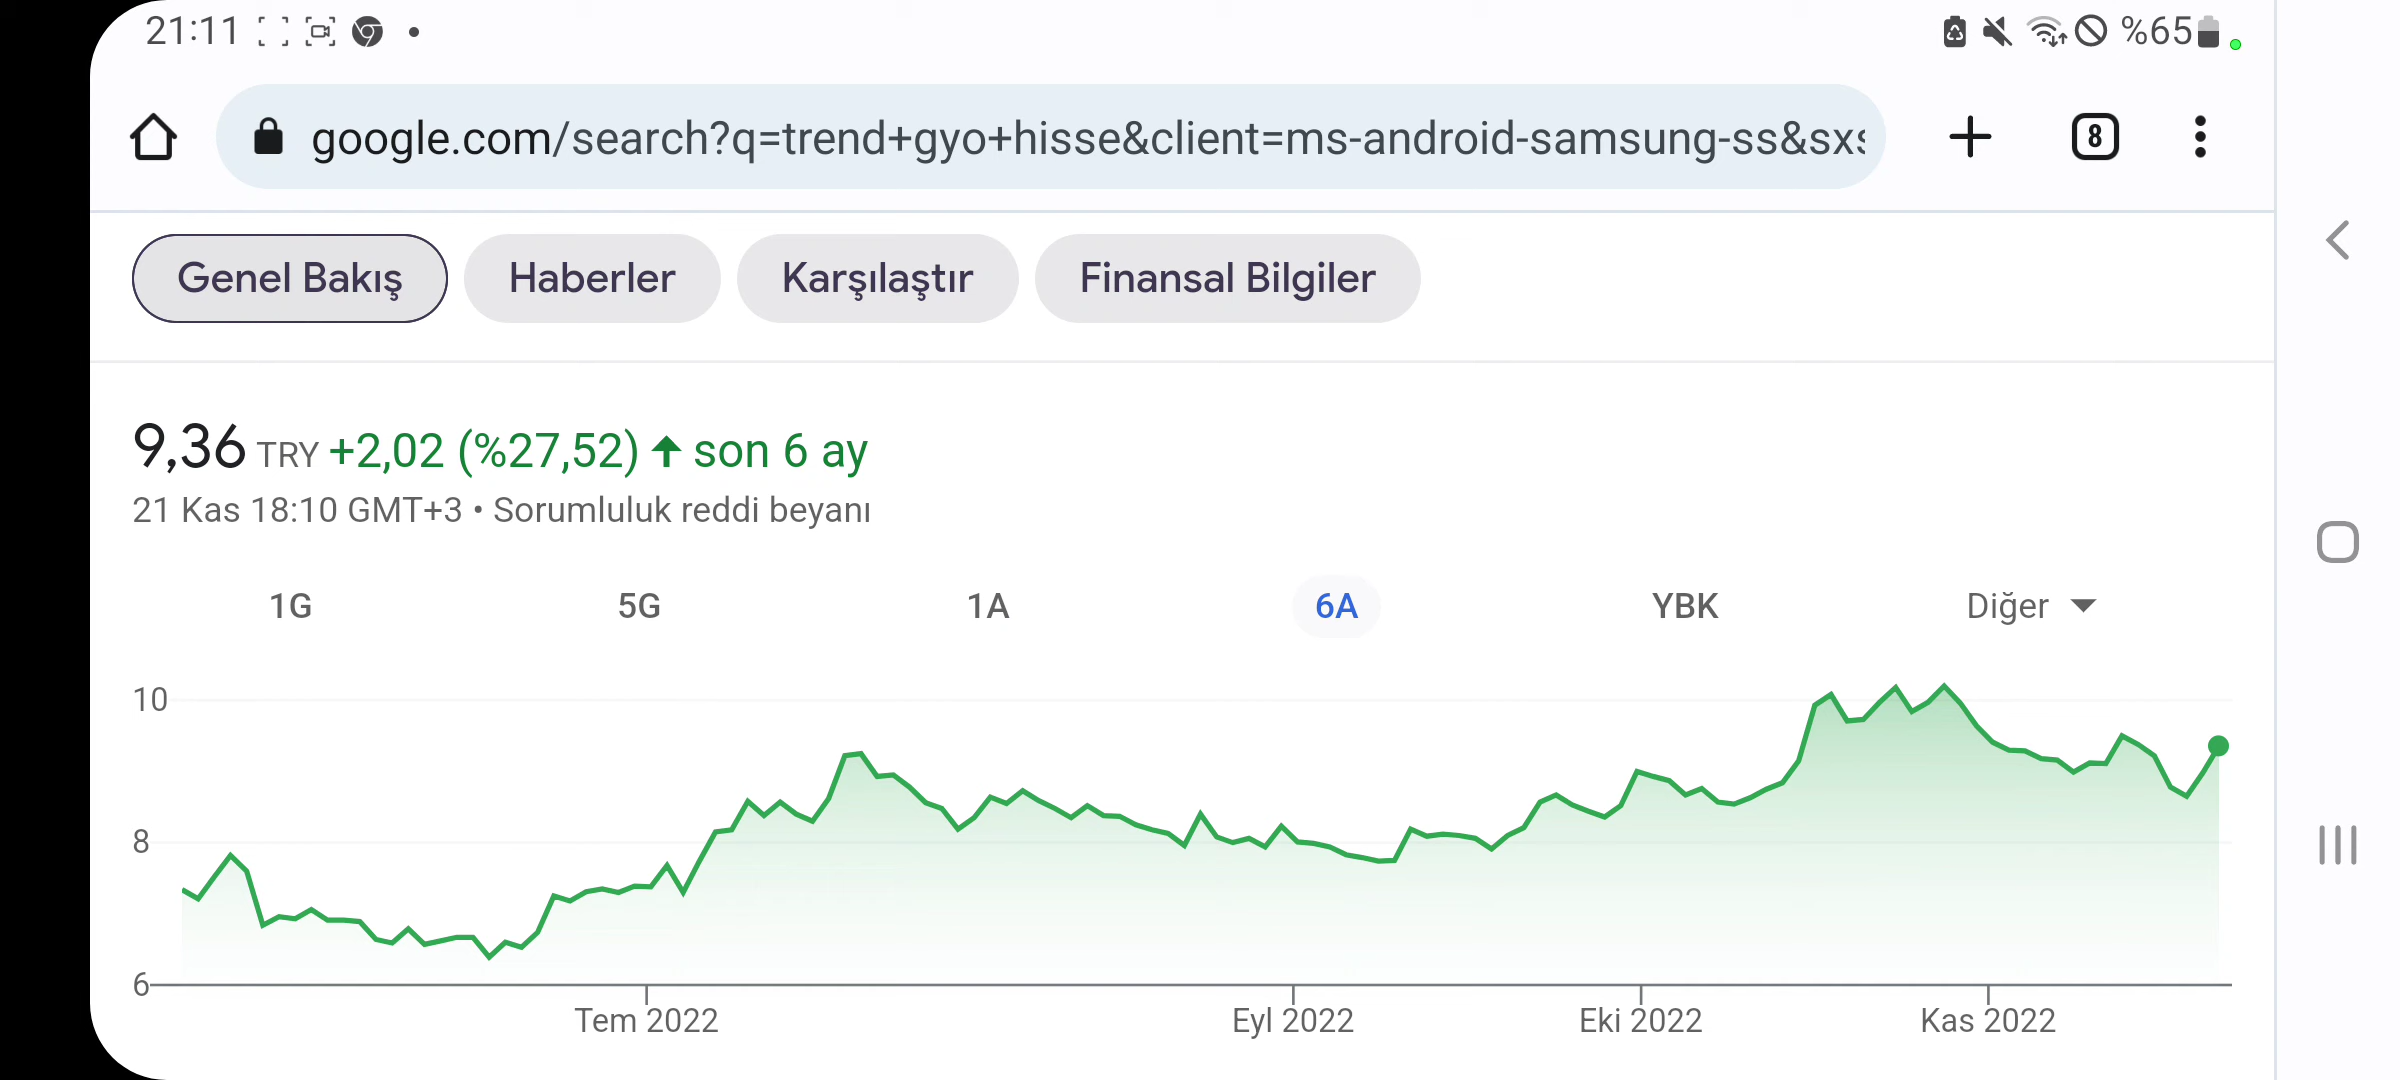 21:11 %65
google.com/search?q=trend+gyo+hisse&client=ms-android-samsung-ss&sxs
8
Genel Bakış Haberler Karşılaştır Finansal Bilgiler
9,36 TRY +2,02 (%27,52) ↑ son 6 ay
21 Kas 18:10 GMT+3 • Sorumluluk reddi beyanı
1G 5G 1A 6A YBK Diğer
10
8
6
Tem 2022 Eyl 2022 Eki 2022 Kas 2022